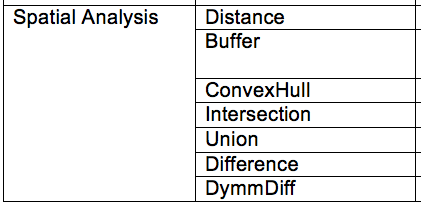 Spatial Analysis Distance
Buffer
ConvexHull
Intersection
Union
Difference
DymmDiff